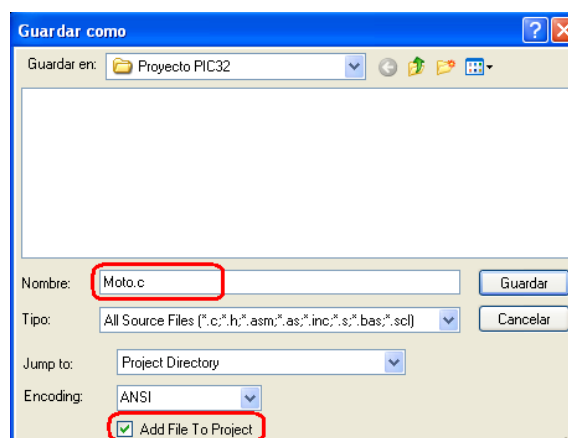 Guardar como
Guardar en: Proyecto PIC32
Nombre: Moto.c Guardar
Tipo: All Source Files (*.c;*.h;*.asm;*.as;*.inc;*.s;*.bas;*.scl) Cancelar
Jump to: Project Directory
Encoding: ANSI
Add File To Project